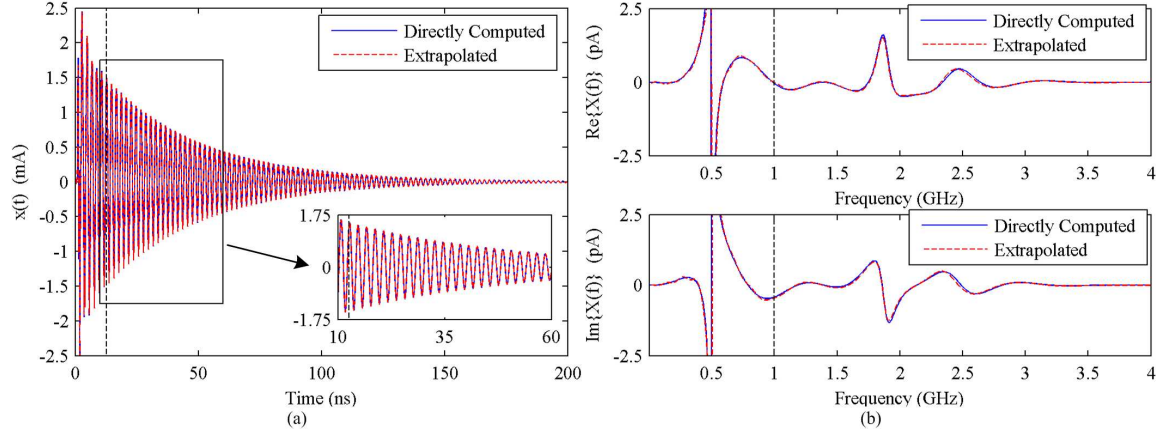 2.5
2
1.5
1
0.5
0
-0.5
-1
-1.5
-2
-2.5
x(t) (mA)
Directly Computed
Extrapolated
1.75
0
-1.75
10 35 60
0 50 100 150 200
Time (ns)
(a)
2.5
0
-2.5
Re{X(f)} (pA)
Directly Computed
Extrapolated
0.5 1 1.5 2 2.5 3 3.5 4
Frequency (GHz)
2.5
0
-2.5
Im{X(f)} (pA)
Directly Computed
Extrapolated
0.5 1 1.5 2 2.5 3 3.5 4
Frequency (GHz)
(b)